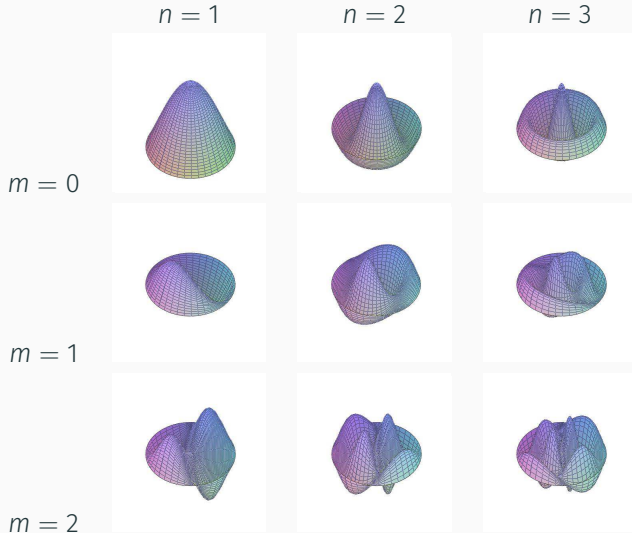 n = 1 n = 2 n = 3
m = 0
m = 1
m = 2